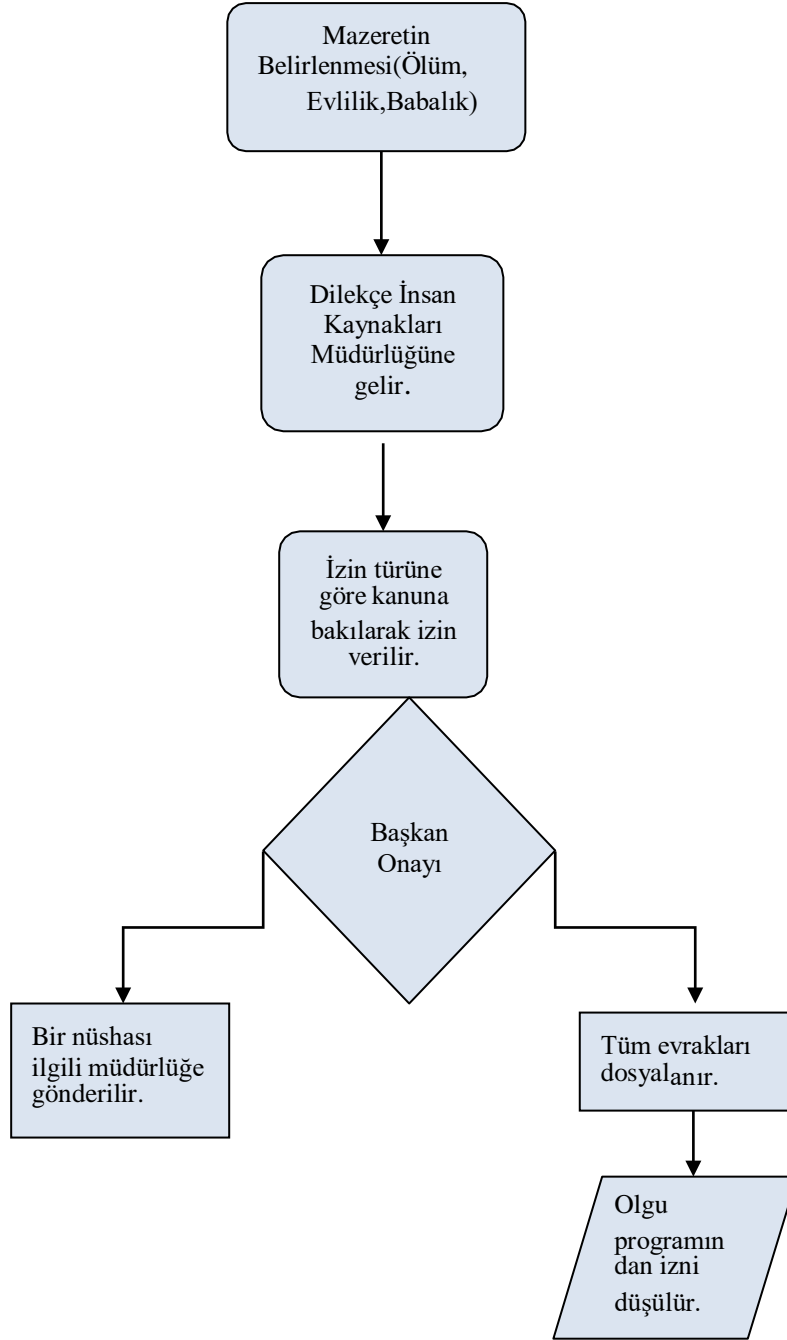 Mazeretin
Belirlenmesi(Ölüm,
Evlilik,Babalık)
Dilekçe İnsan
Kaynakları
Müdürlüğüne
gelir.
İzin türüne
göre kanuna
bakılarak izin
verilir.
Başkan
Onayı
Bir nüshası
ilgili müdürlüğe
gönderilir.
Tüm evrakları
dosyalanır.
Olgu
programın
dan izni
düşülür.